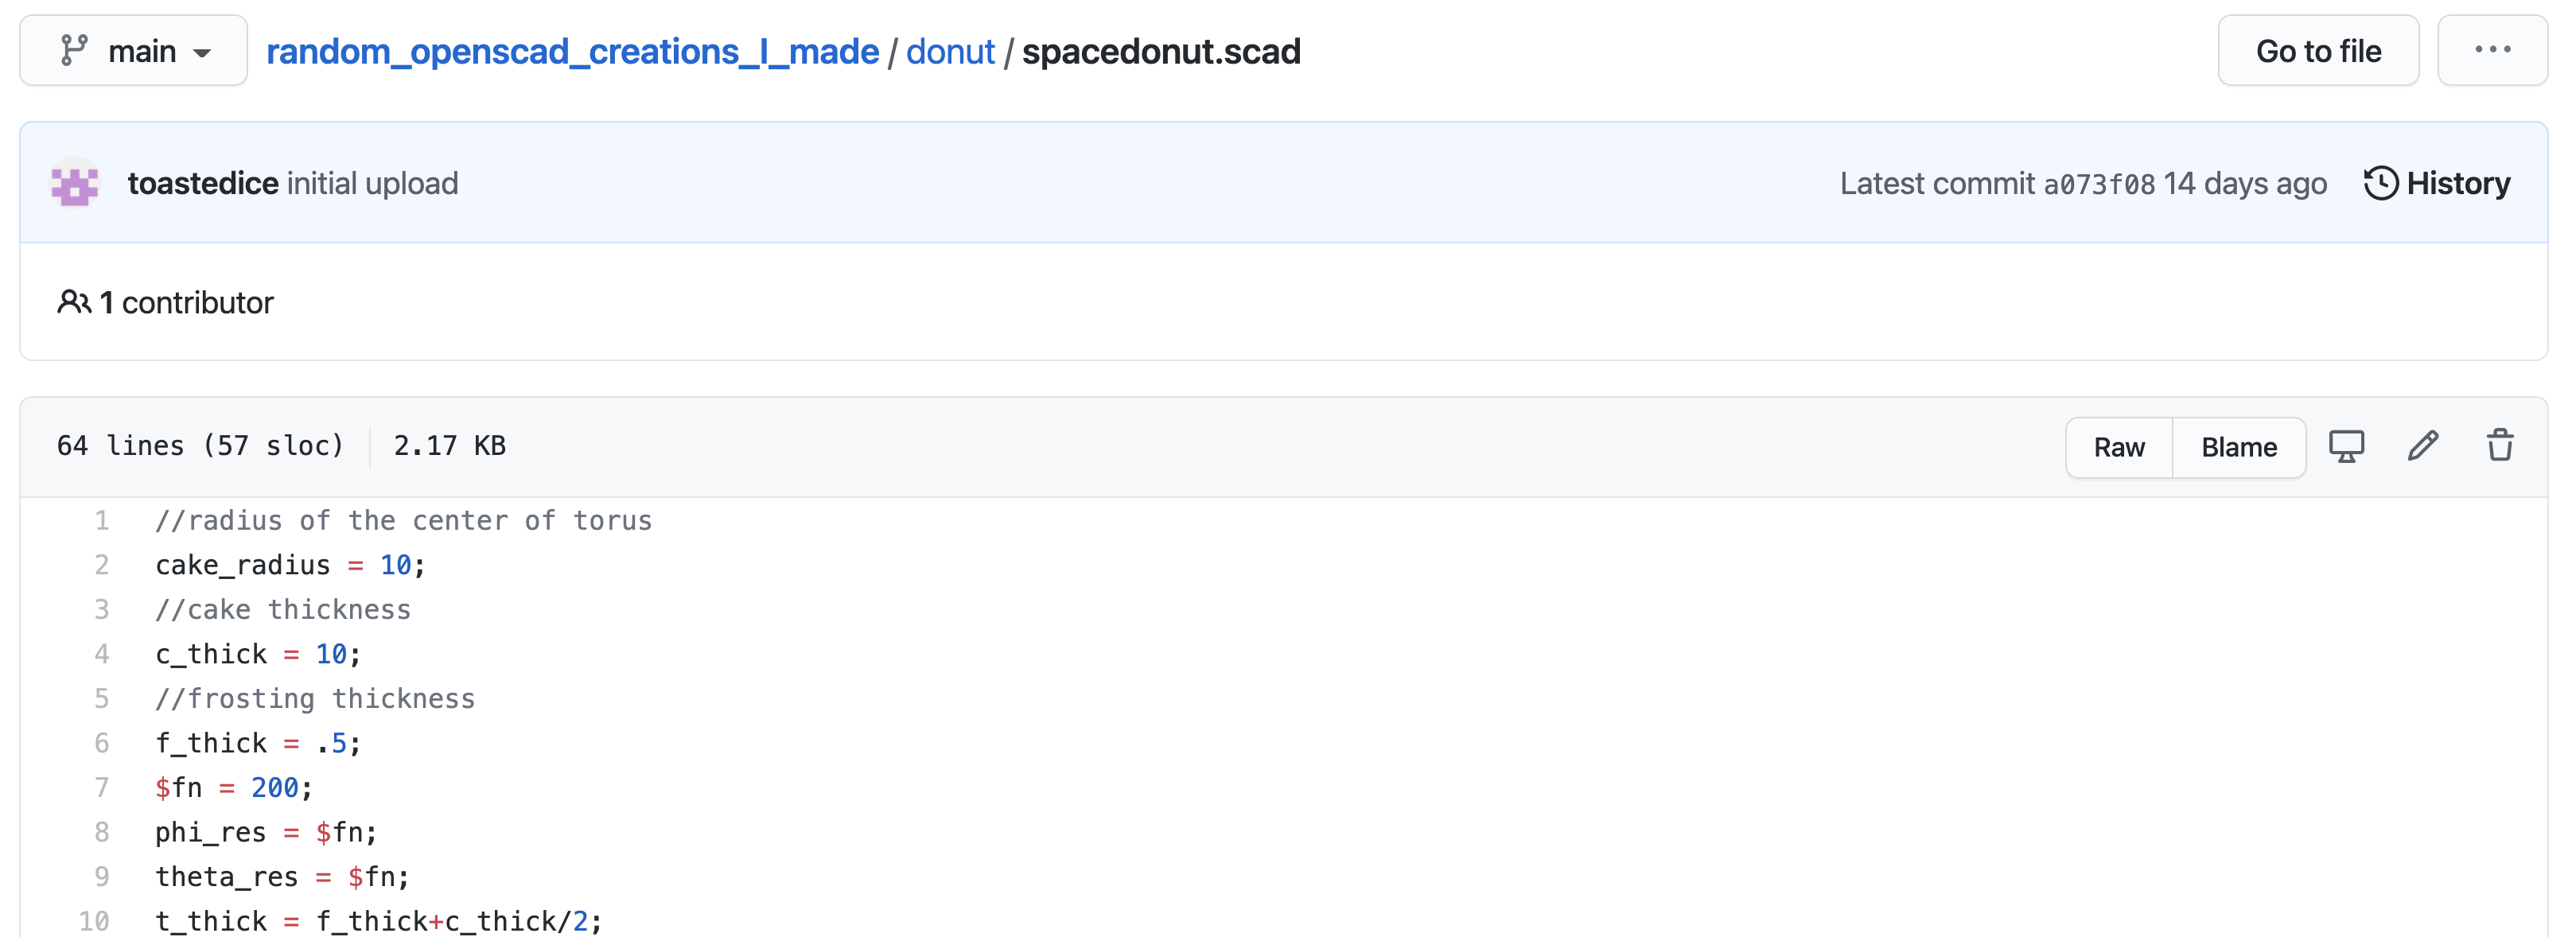 main random_openscad_creations_I_made / donut / spacedonut.scad Go to file ...
toastedice initial upload Latest commit a073f08 14 days ago History
1 contributor
64 lines (57 sloc) 2.17 KB Raw Blame
1 //radius of the center of torus
2 cake_radius = 10;
3 //cake thickness
4 c_thick = 10;
5 //frosting thickness
6 f_thick = .5;
7 $fn = 200;
8 phi_res = $fn;
9 theta_res = $fn;
10 t_thick = f_thick+c_thick/2;